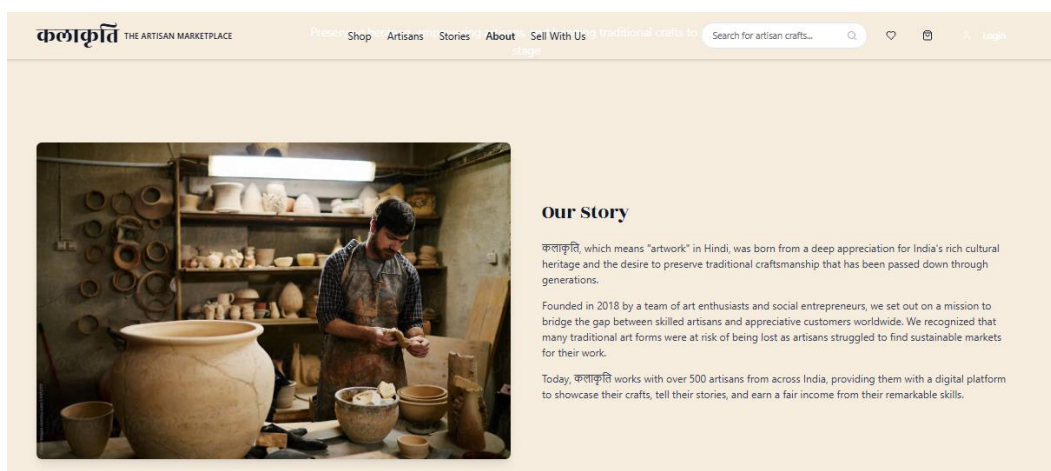 कलाकृति THE ARTISAN MARKETPLACE
Shop Artisans Stories About Sell With Us
Search for artisan crafts...
Login
traditional crafts to
stage.
Our Story
कलाकृति, which means "artwork" in Hindi, was born from a deep appreciation for India's rich cultural
heritage and the desire to preserve traditional craftsmanship that has been passed down through
generations.
Founded in 2018 by a team of art enthusiasts and social entrepreneurs, we set out on a mission to
bridge the gap between skilled artisans and appreciative customers worldwide. We recognized that
many traditional art forms were at risk of being lost as artisans struggled to find sustainable markets
for their work.
Today, कलाकृति works with over 500 artisans from across India, providing them with a digital platform
to showcase their crafts, tell their stories, and earn a fair income from their remarkable skills.